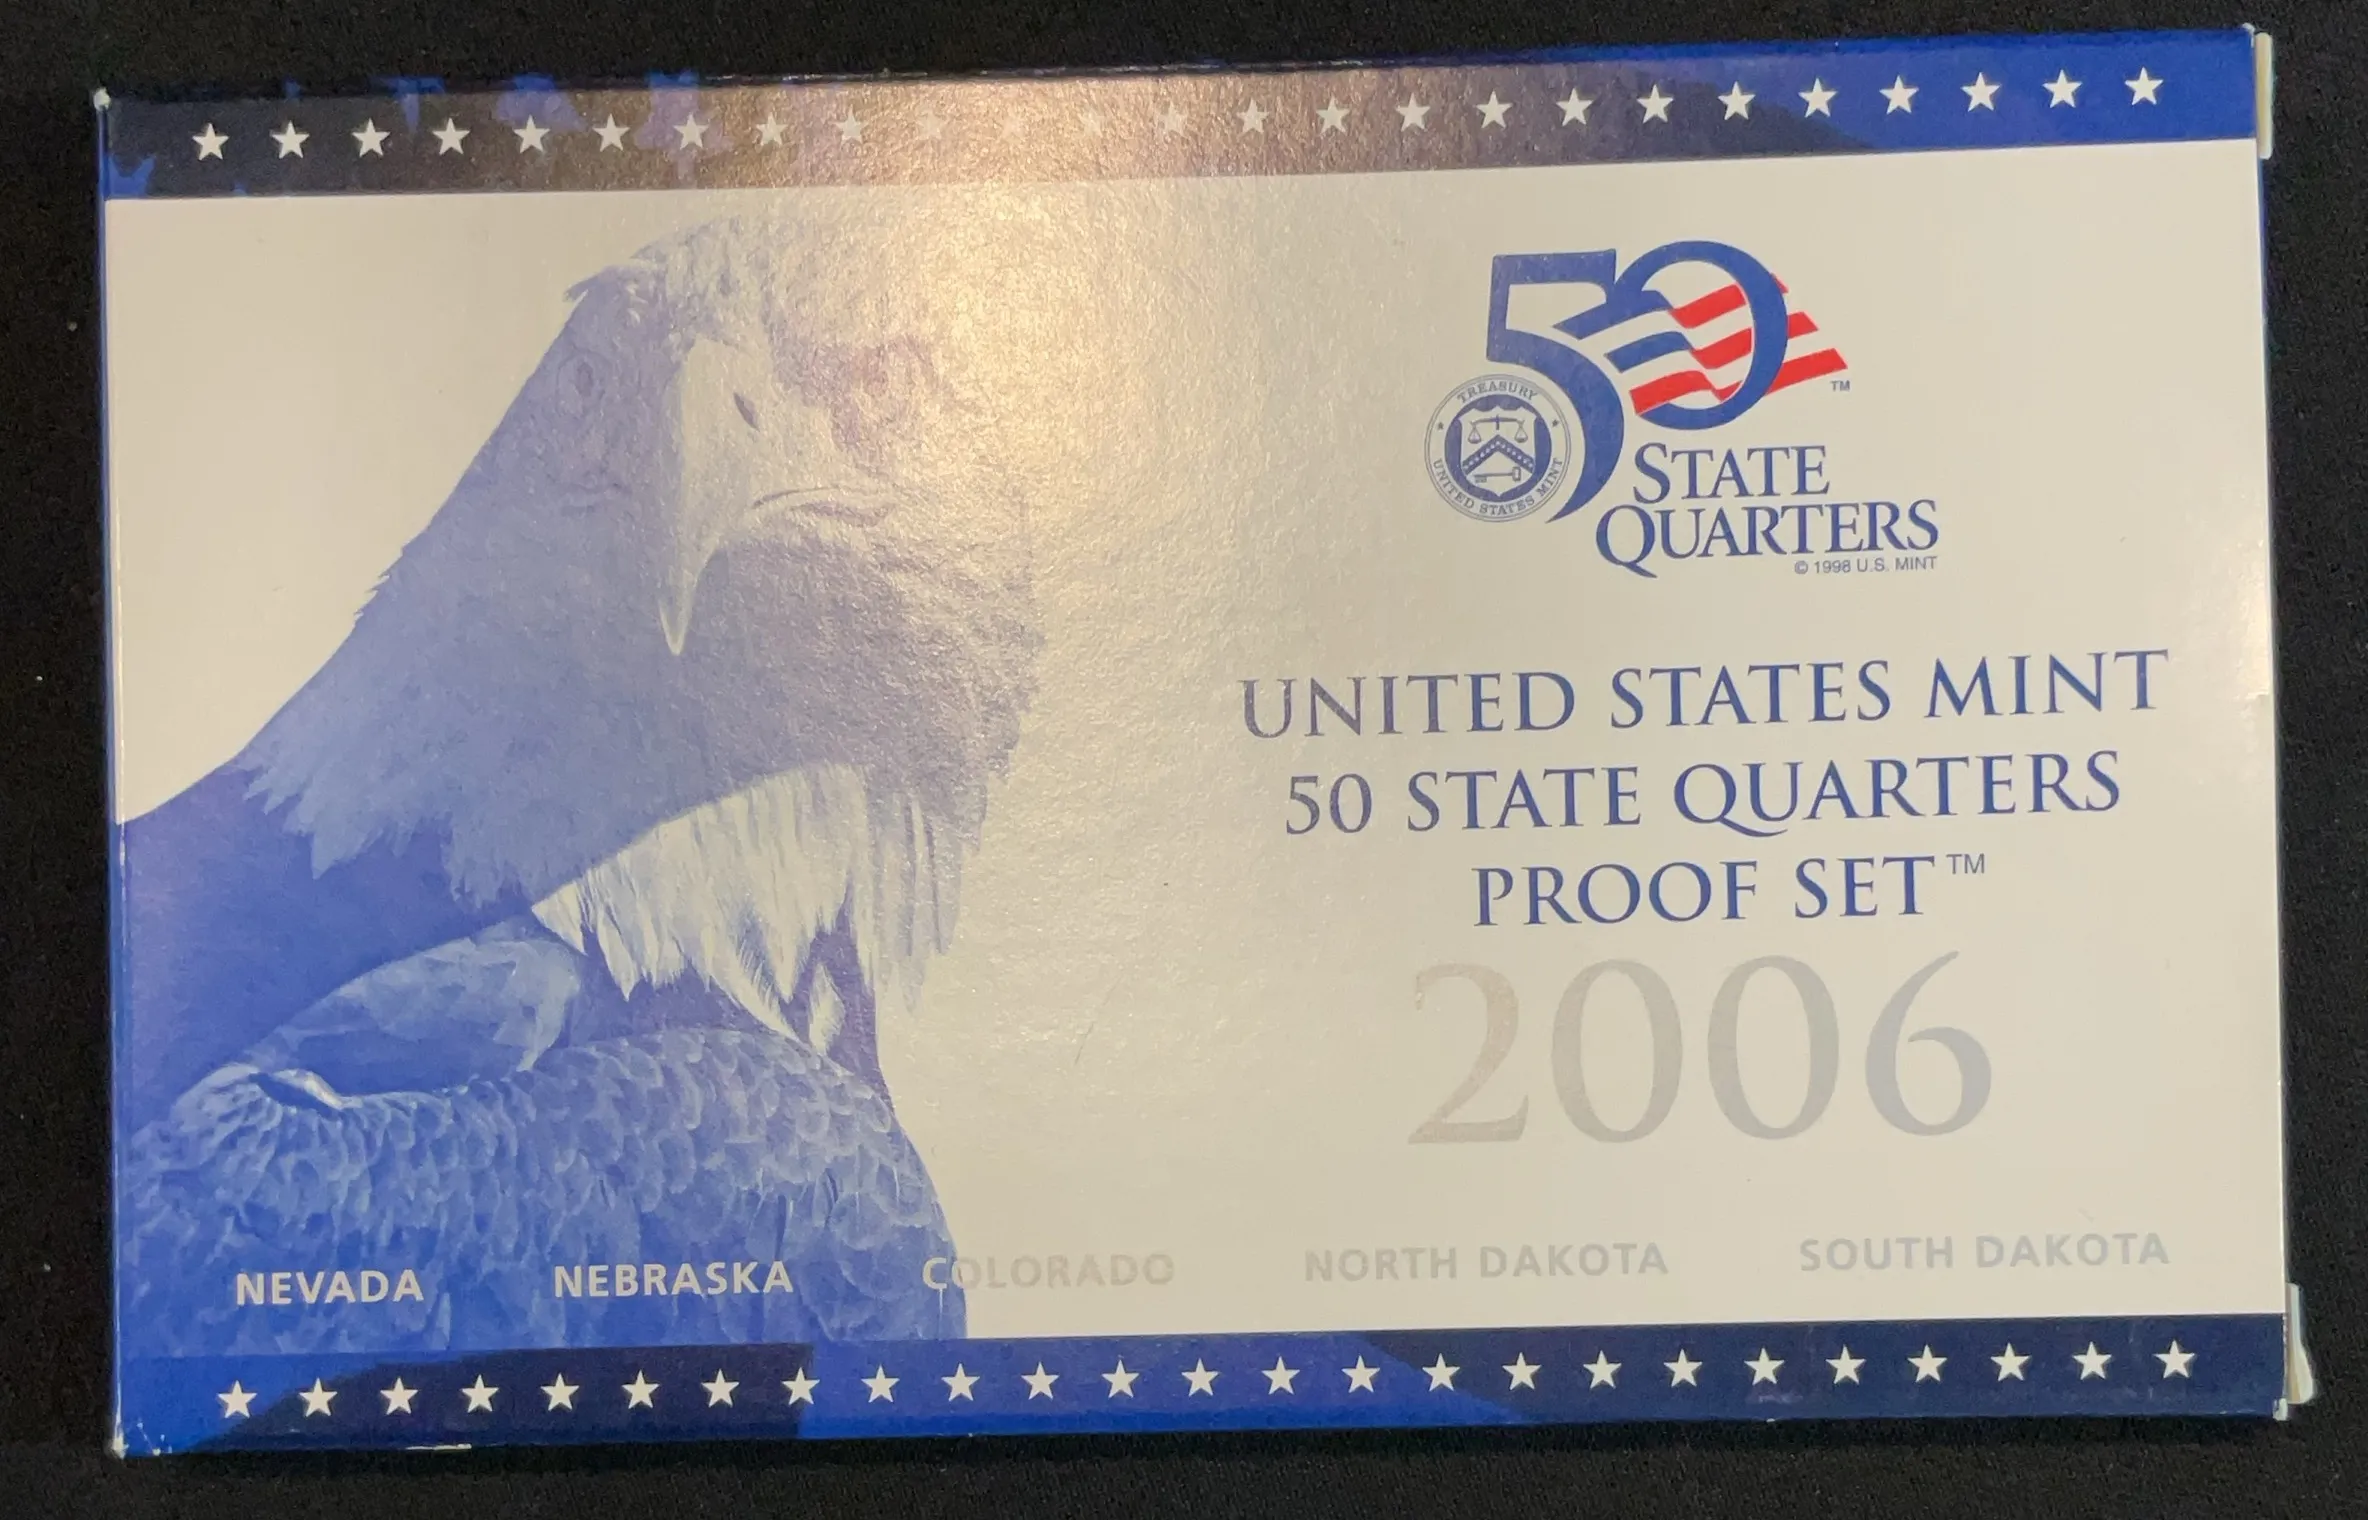 50
TM
TREASURY
UNITED STATES MINT
STATE
QUARTERS
© 1998 U.S. MINT
UNITED STATES MINT
50 STATE QUARTERS
PROOF SET™
2006
NEVADA NEBRASKA COLORADO NORTH DAKOTA SOUTH DAKOTA